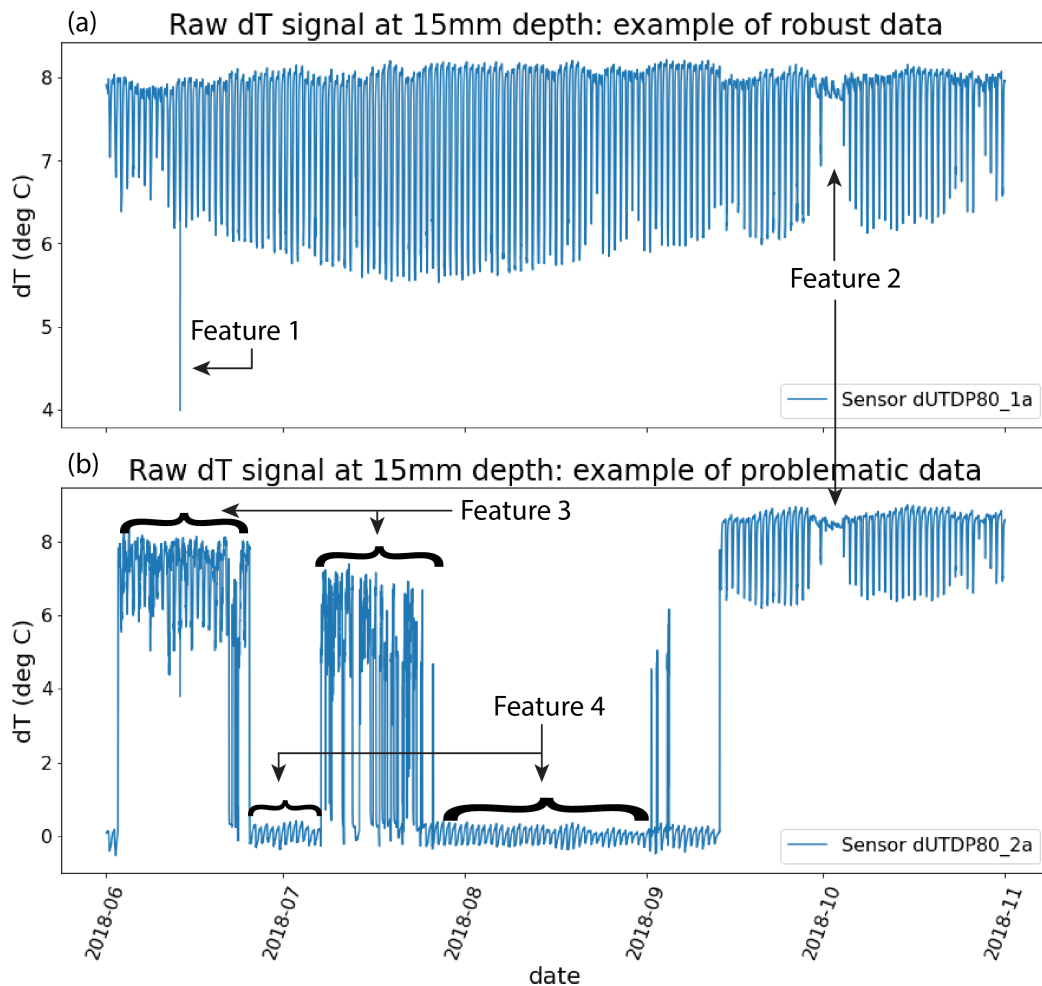 (a) Raw dT signal at 15mm depth: example of robust data
8
7
6
5
4
dT (deg C)
Feature 1
Feature 2
Sensor dUTDP80_1a
(b) Raw dT signal at 15mm depth: example of problematic data
8
6
4
2
0
dT (deg C)
Feature 3
Feature 4
Sensor dUTDP80_2a
2018-06
2018-07
2018-08
2018-09
2018-10
2018-11
date